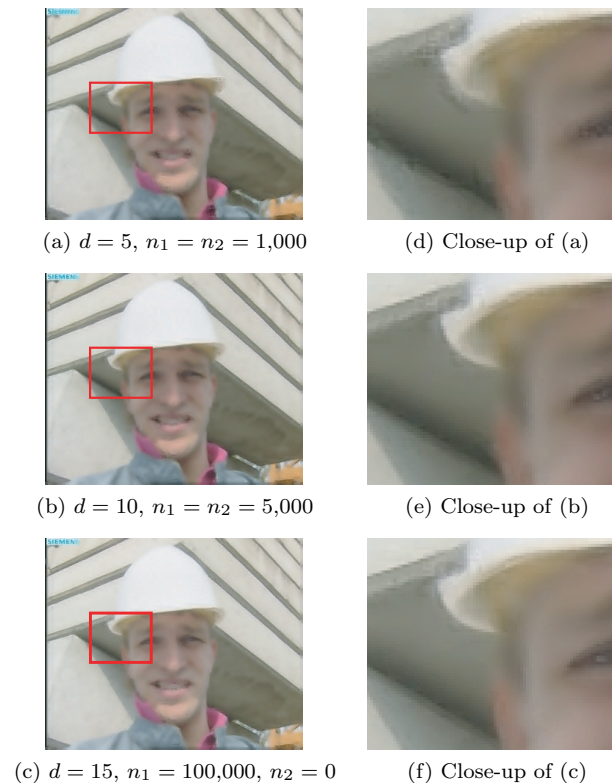 SIEMENS
(a) d = 5, n₁ = n₂ = 1,000
(d) Close-up of (a)
SIEMENS
(b) d = 10, n₁ = n₂ = 5,000
(e) Close-up of (b)
SIEMENS
(c) d = 15, n₁ = 100,000, n₂ = 0
(f) Close-up of (c)